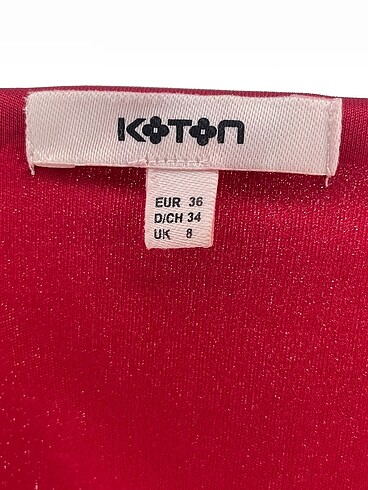 KOTON
EUR 36
D/CH 34
UK 8